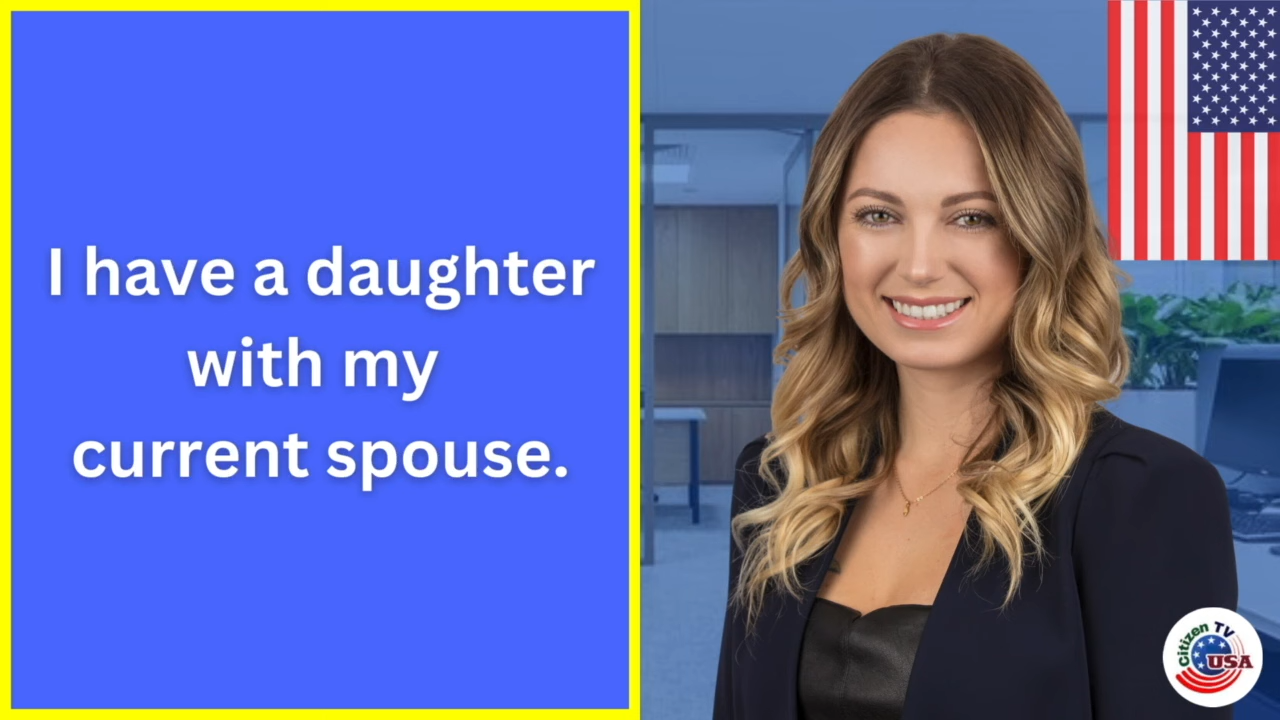 I have a daughter
with my
current spouse.
Citizen TV
USA